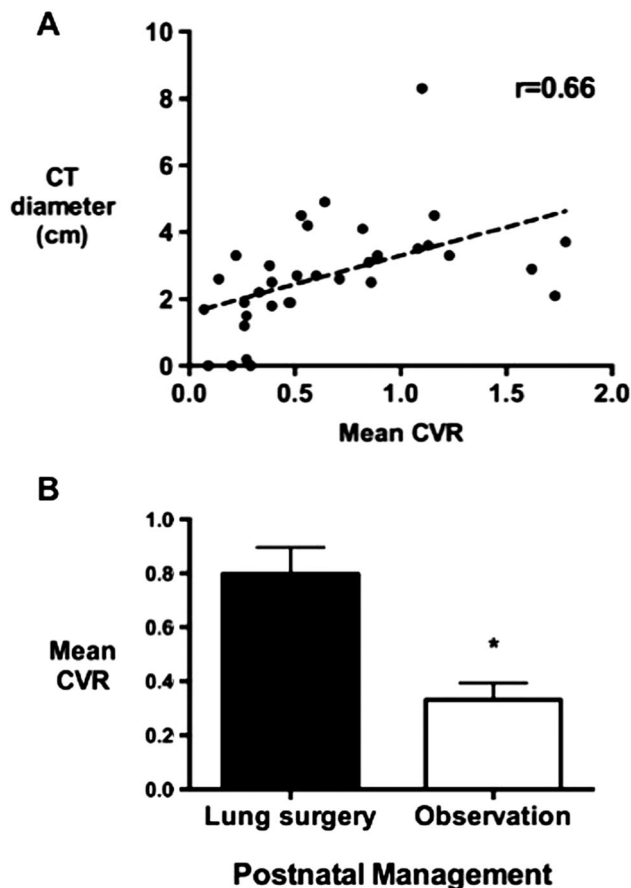 A
10
8
6
4
2
0
CT
diameter
(cm)
r=0.66
0.0 0.5 1.0 1.5 2.0
Mean CVR
B
1.0
0.8
0.6
0.4
0.2
0.0
Mean
CVR
*
Lung surgery Observation
Postnatal Management